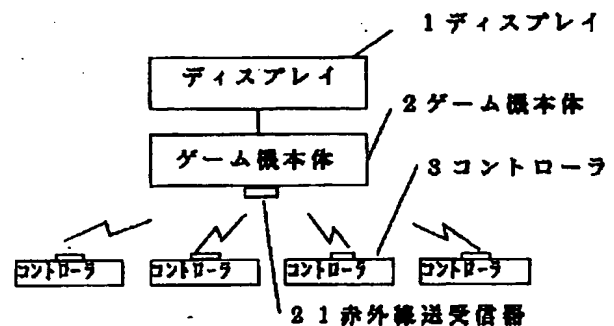 1ディスプレイ
ディスプレイ
2ゲーム機本体
ゲーム機本体
3コントローラ
コントローラ コントローラ コントローラ コントローラ
21赤外線送受信器